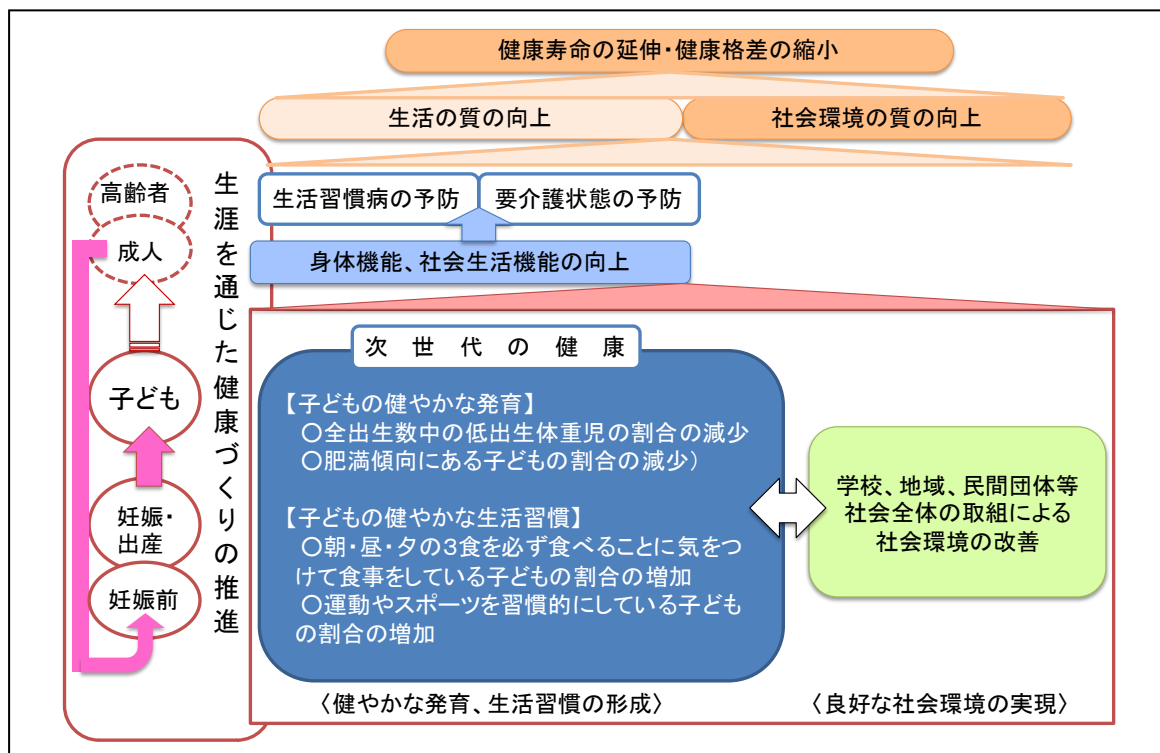 健康寿命の延伸・健康格差の縮小
生活の質の向上
社会環境の質の向上
生涯を通じた健康づくりの推進
高齢者
成人
子ども
妊娠・
出産
妊娠前
生活習慣病の予防
要介護状態の予防
身体機能、社会生活機能の向上
次世代の健康
【子どもの健やかな発育】
〇全出生数中の低出生体重児の割合の減少
〇肥満傾向にある子どもの割合の減少）
【子どもの健やかな生活習慣】
〇朝・昼・夕の３食を必ず食べることに気をつ
けて食事をしている子どもの割合の増加
〇運動やスポーツを習慣的にしている子ども
の割合の増加
学校、地域、民間団体等
社会全体の取組による
社会環境の改善
〈健やかな発育、生活習慣の形成〉
〈良好な社会環境の実現〉